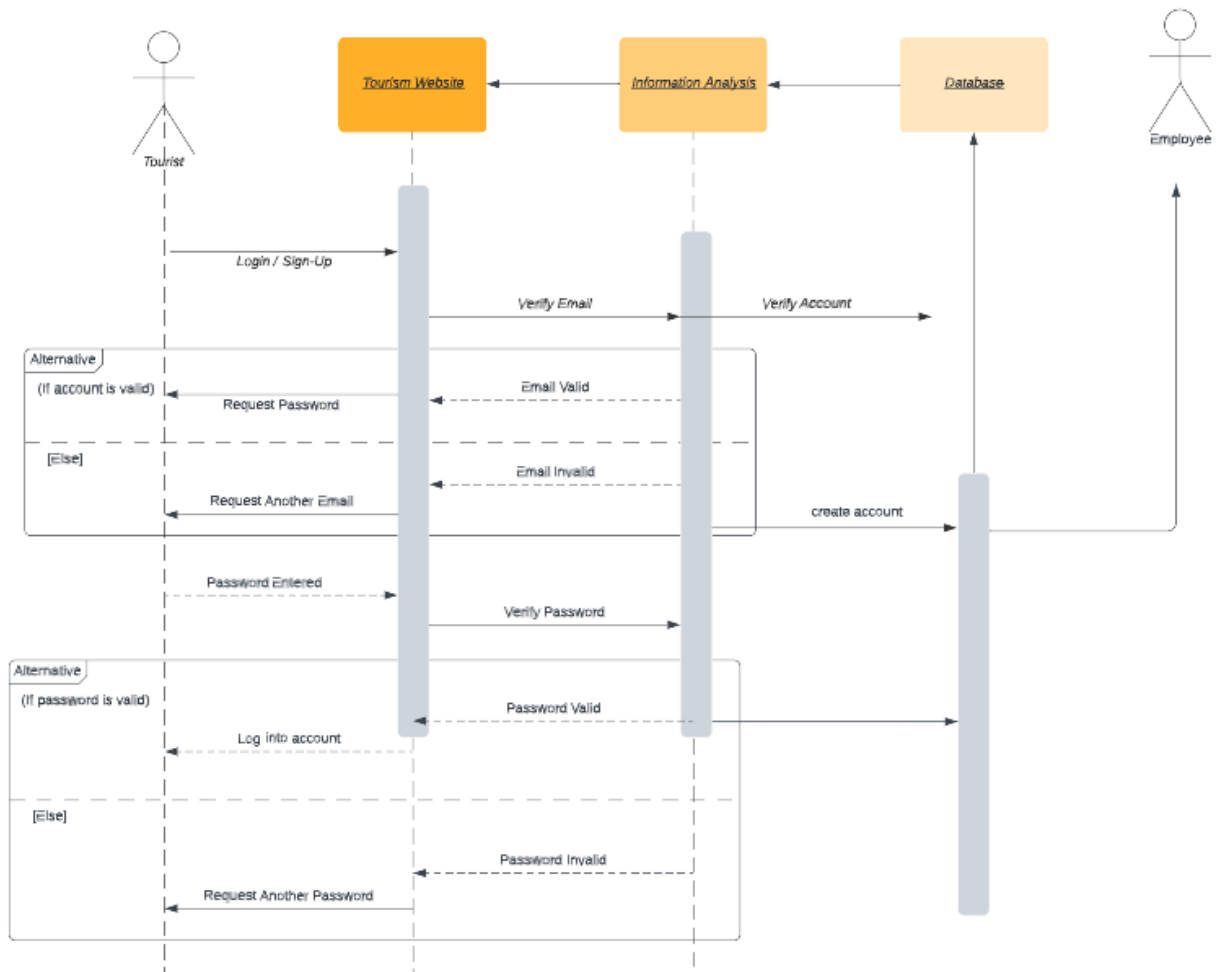 Tourism Website
Information Analysis
Database
Employee
Tourist
Login / Sign-Up
Verify Email
Verify Account
Alternative
(If account is valid)
Email Valid
Request Password
[Else]
Email Invalid
Request Another Email
create account
Password Entered
Verify Password
Alternative
(If password is valid)
Password Valid
Log into account
[Else]
Password Invalid
Request Another Password